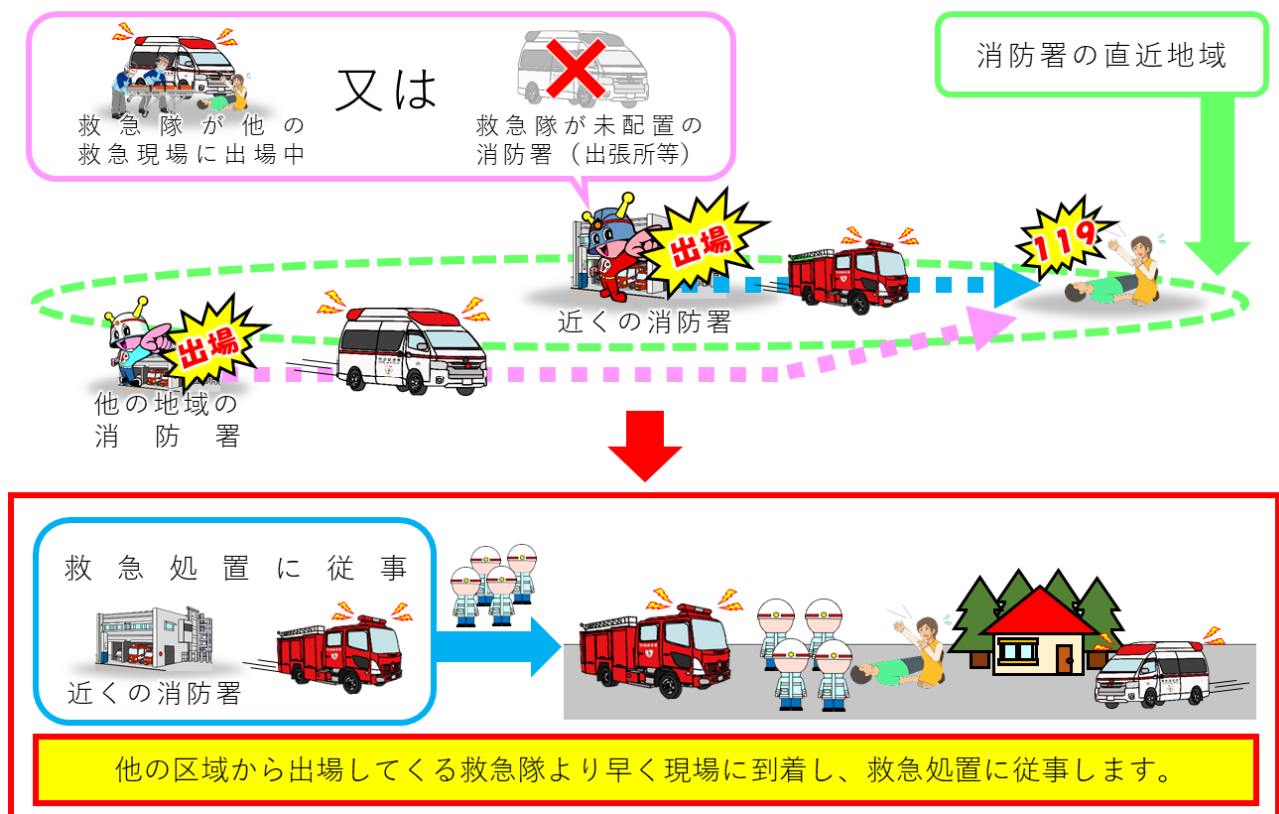 又は
救急隊が他の
救急現場に出場中
救急隊が未配置の
消防署（出張所等）
消防署の直近地域
出場
119
近くの消防署
出場
他の地域の
消防署
救急処置に従事
近くの消防署
他の区域から出場してくる救急隊より早く現場に到着し、救急処置に従事します。